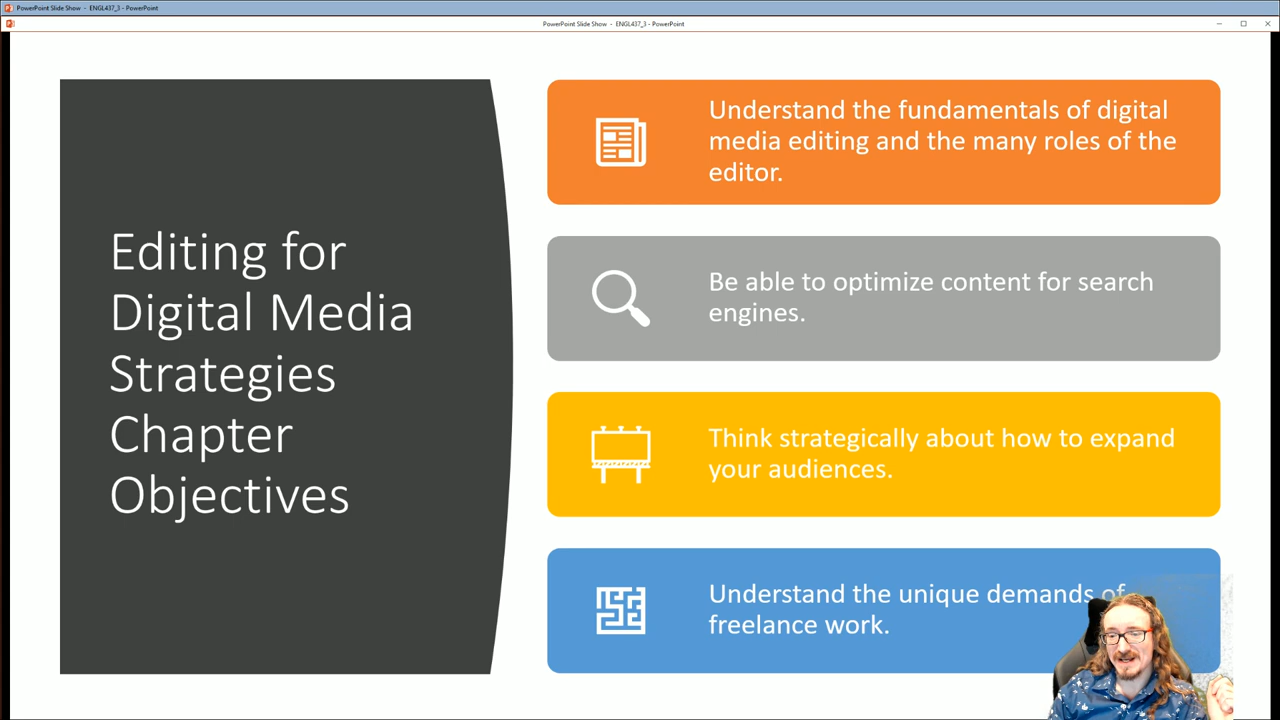 PowerPoint Slide Show - ENGL437_3 - PowerPoint
PowerPoint Slide Show - ENGL437_3 - PowerPoint
Editing for
Digital Media
Strategies
Chapter
Objectives
Understand the fundamentals of digital
media editing and the many roles of the
editor.
Be able to optimize content for search
engines.
Think strategically about how to expand
your audiences.
Understand the unique demands of
freelance work.